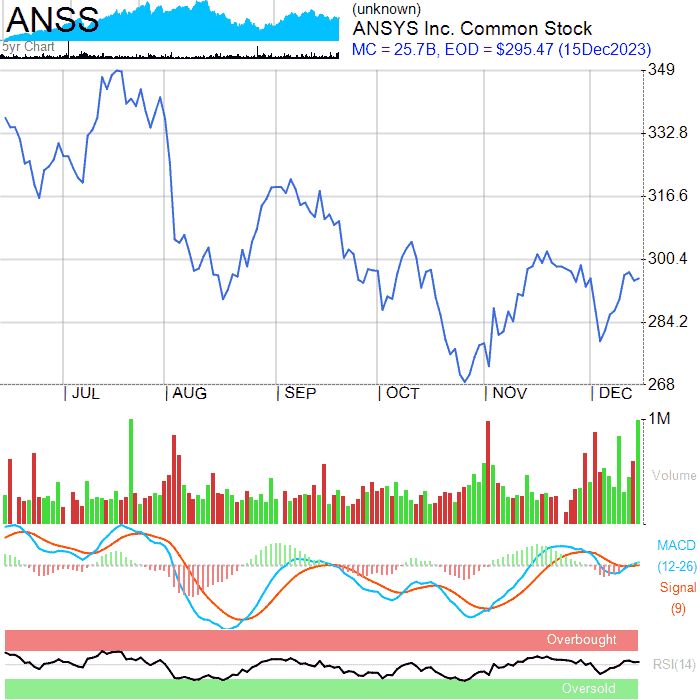 ANSS
5yr Chart
(unknown)
ANSYS Inc. Common Stock
MC = 25.7B, EOD = $295.47 (15Dec2023)
349
332.8
316.6
300.4
284.2
268
JUL AUG SEP OCT NOV DEC
1M
Volume
MACD
(12-26)
Signal
(9)
Overbought
RSI(14)
Oversold